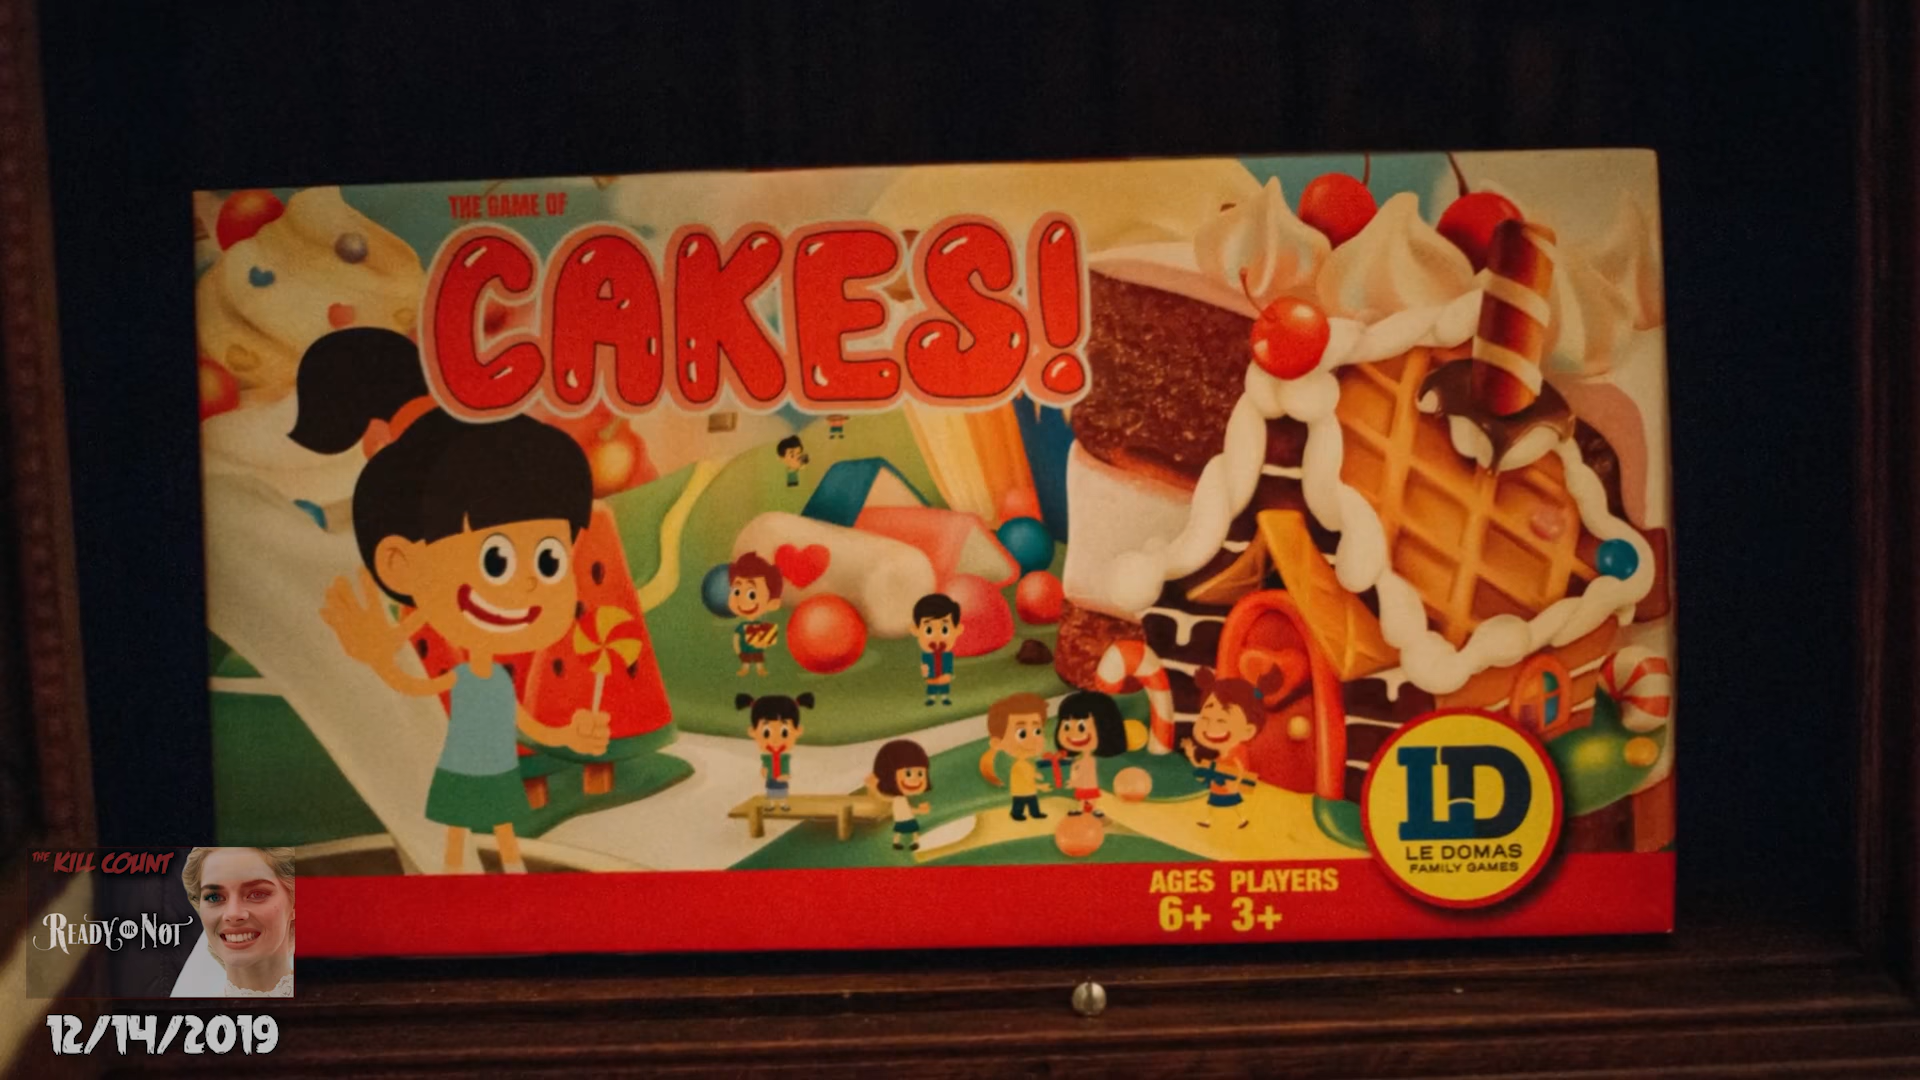 THE GAME OF
CAKES!
LD
LE DOMAS
FAMILY GAMES
AGES PLAYERS
6+ 3+
THE KILL COUNT
READY OR NOT
12/14/2019